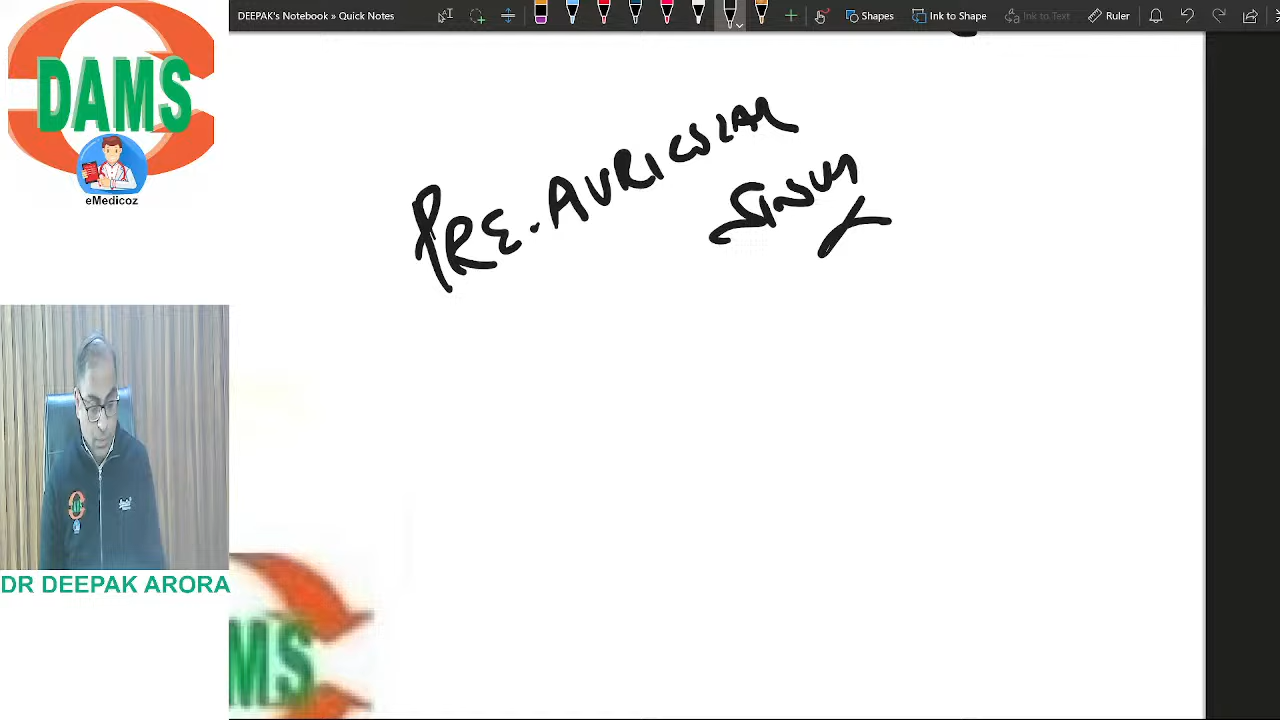 DEEPAK's Notebook » Quick Notes
Shapes
Ink to Shape
Ink to Text
Ruler
DAMS
eMedicoz
PRE-AURICULAR
SINUS
DR DEEPAK ARORA
MS